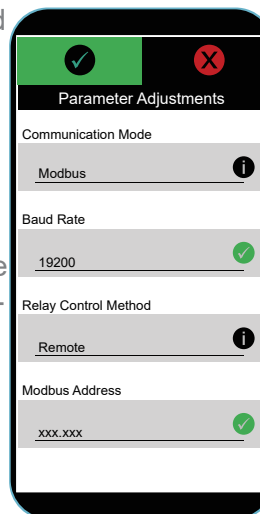 Parameter Adjustments
Communication Mode
Modbus
Baud Rate
19200
Relay Control Method
Remote
Modbus Address
xxx.xxx